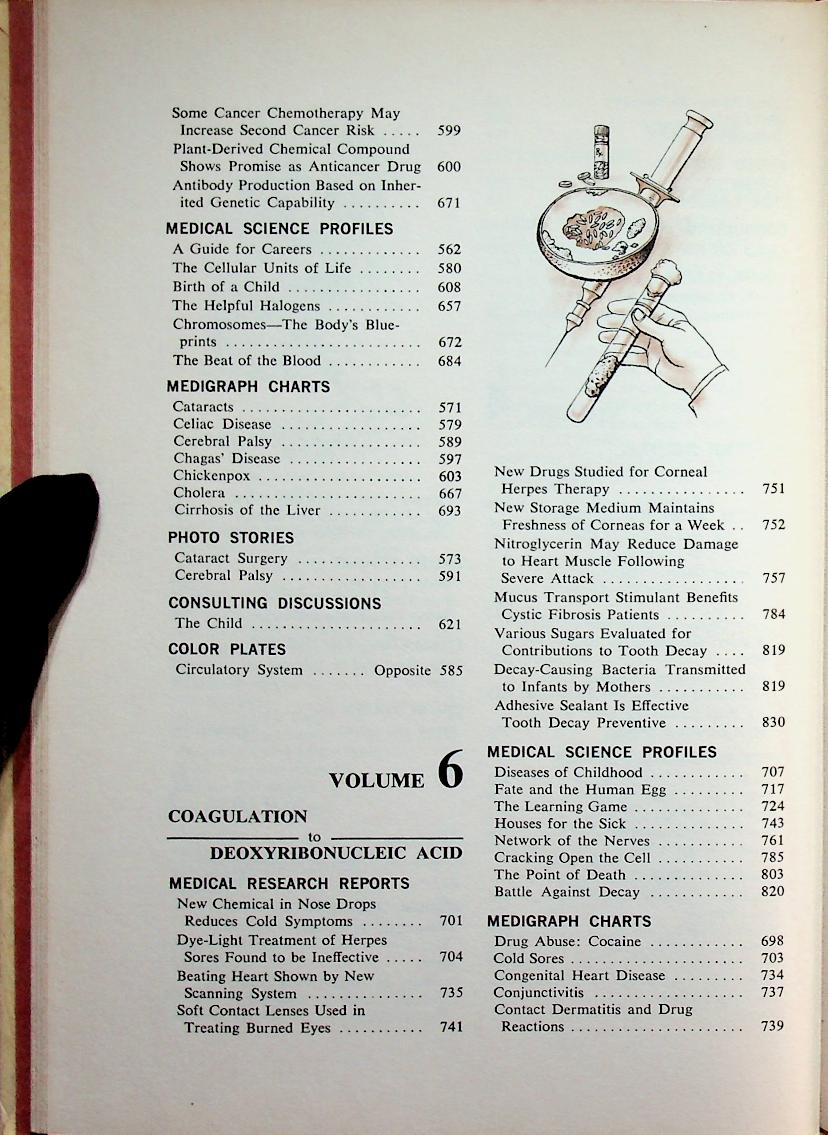 Some Cancer Chemotherapy May
Increase Second Cancer Risk ..... 599
Plant-Derived Chemical Compound
Shows Promise as Anticancer Drug 600
Antibody Production Based on Inher-
ited Genetic Capability .......... 671
MEDICAL SCIENCE PROFILES
A Guide for Careers ............. 562
The Cellular Units of Life ........ 580
Birth of a Child ................. 608
The Helpful Halogens ............ 657
Chromosomes—The Body's Blue-
prints ......................... 672
The Beat of the Blood ............ 684
MEDIGRAPH CHARTS
Cataracts ....................... 571
Celiac Disease ................... 579
Cerebral Palsy .................. 589
Chagas' Disease ................. 597
Chickenpox ..................... 603
Cholera ........................ 667
Cirrhosis of the Liver ............ 693
PHOTO STORIES
Cataract Surgery ................ 573
Cerebral Palsy .................. 591
CONSULTING DISCUSSIONS
The Child ...................... 621
COLOR PLATES
Circulatory System ....... Opposite 585
VOLUME 6
COAGULATION
to
DEOXYRIBONUCLEIC ACID
MEDICAL RESEARCH REPORTS
New Chemical in Nose Drops
Reduces Cold Symptoms ........ 701
Dye-Light Treatment of Herpes
Sores Found to be Ineffective ..... 704
Beating Heart Shown by New
Scanning System ............... 735
Soft Contact Lenses Used in
Treating Burned Eyes ........... 741
New Drugs Studied for Corneal
Herpes Therapy ................ 751
New Storage Medium Maintains
Freshness of Corneas for a Week .. 752
Nitroglycerin May Reduce Damage
to Heart Muscle Following
Severe Attack .................. 757
Mucus Transport Stimulant Benefits
Cystic Fibrosis Patients .......... 784
Various Sugars Evaluated for
Contributions to Tooth Decay .... 819
Decay-Causing Bacteria Transmitted
to Infants by Mothers ........... 819
Adhesive Sealant Is Effective
Tooth Decay Preventive ......... 830
MEDICAL SCIENCE PROFILES
Diseases of Childhood ............ 707
Fate and the Human Egg ......... 717
The Learning Game .............. 724
Houses for the Sick .............. 743
Network of the Nerves ........... 761
Cracking Open the Cell ........... 785
The Point of Death .............. 803
Battle Against Decay ............ 820
MEDIGRAPH CHARTS
Drug Abuse: Cocaine ............ 698
Cold Sores ...................... 703
Congenital Heart Disease ......... 734
Conjunctivitis ................... 737
Contact Dermatitis and Drug
Reactions ...................... 739